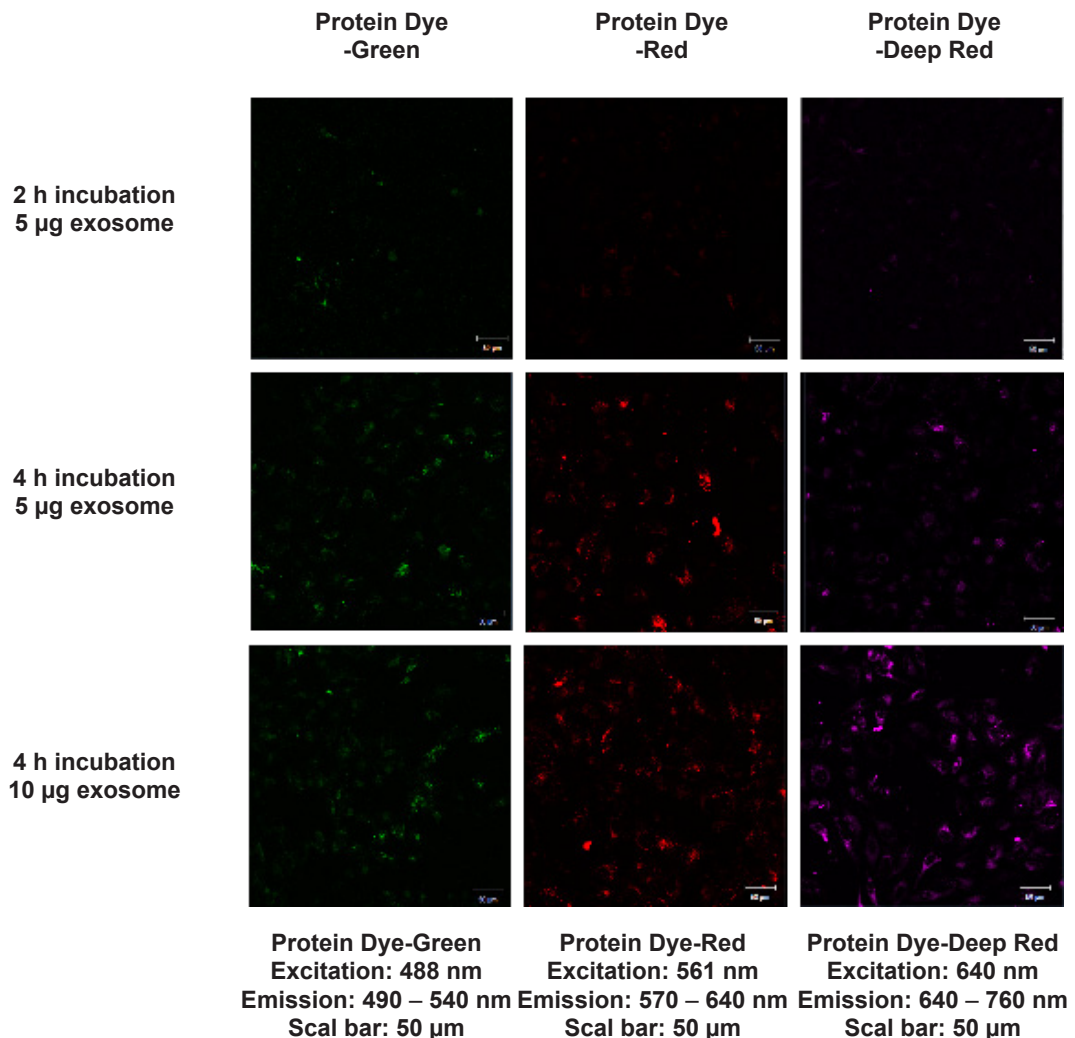 Protein Dye
-Green
Protein Dye
-Red
Protein Dye
-Deep Red
2 h incubation
5 µg exosome
4 h incubation
5 µg exosome
4 h incubation
10 µg exosome
Protein Dye-Green
Excitation: 488 nm
Emission: 490 – 540 nm
Scal bar: 50 µm
Protein Dye-Red
Excitation: 561 nm
Emission: 570 – 640 nm
Scal bar: 50 µm
Protein Dye-Deep Red
Excitation: 640 nm
Emission: 640 – 760 nm
Scal bar: 50 µm